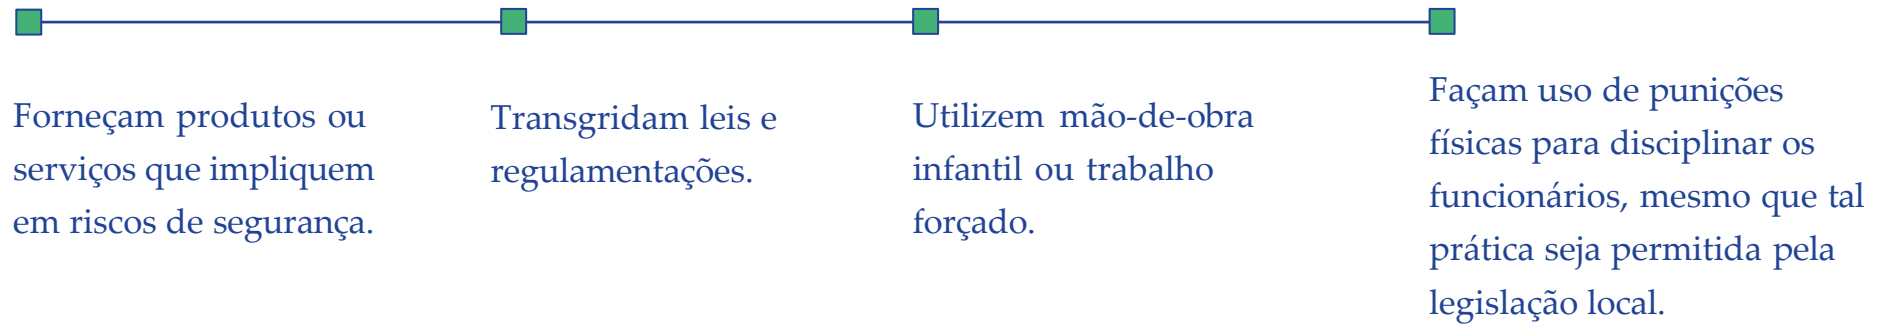 Forneçam produtos ou
serviços que impliquem
em riscos de segurança.
Transgridam leis e
regulamentações.
Utilizem mão-de-obra
infantil ou trabalho
forçado.
Façam uso de punições
físicas para disciplinar os
funcionários, mesmo que tal
prática seja permitida pela
legislação local.